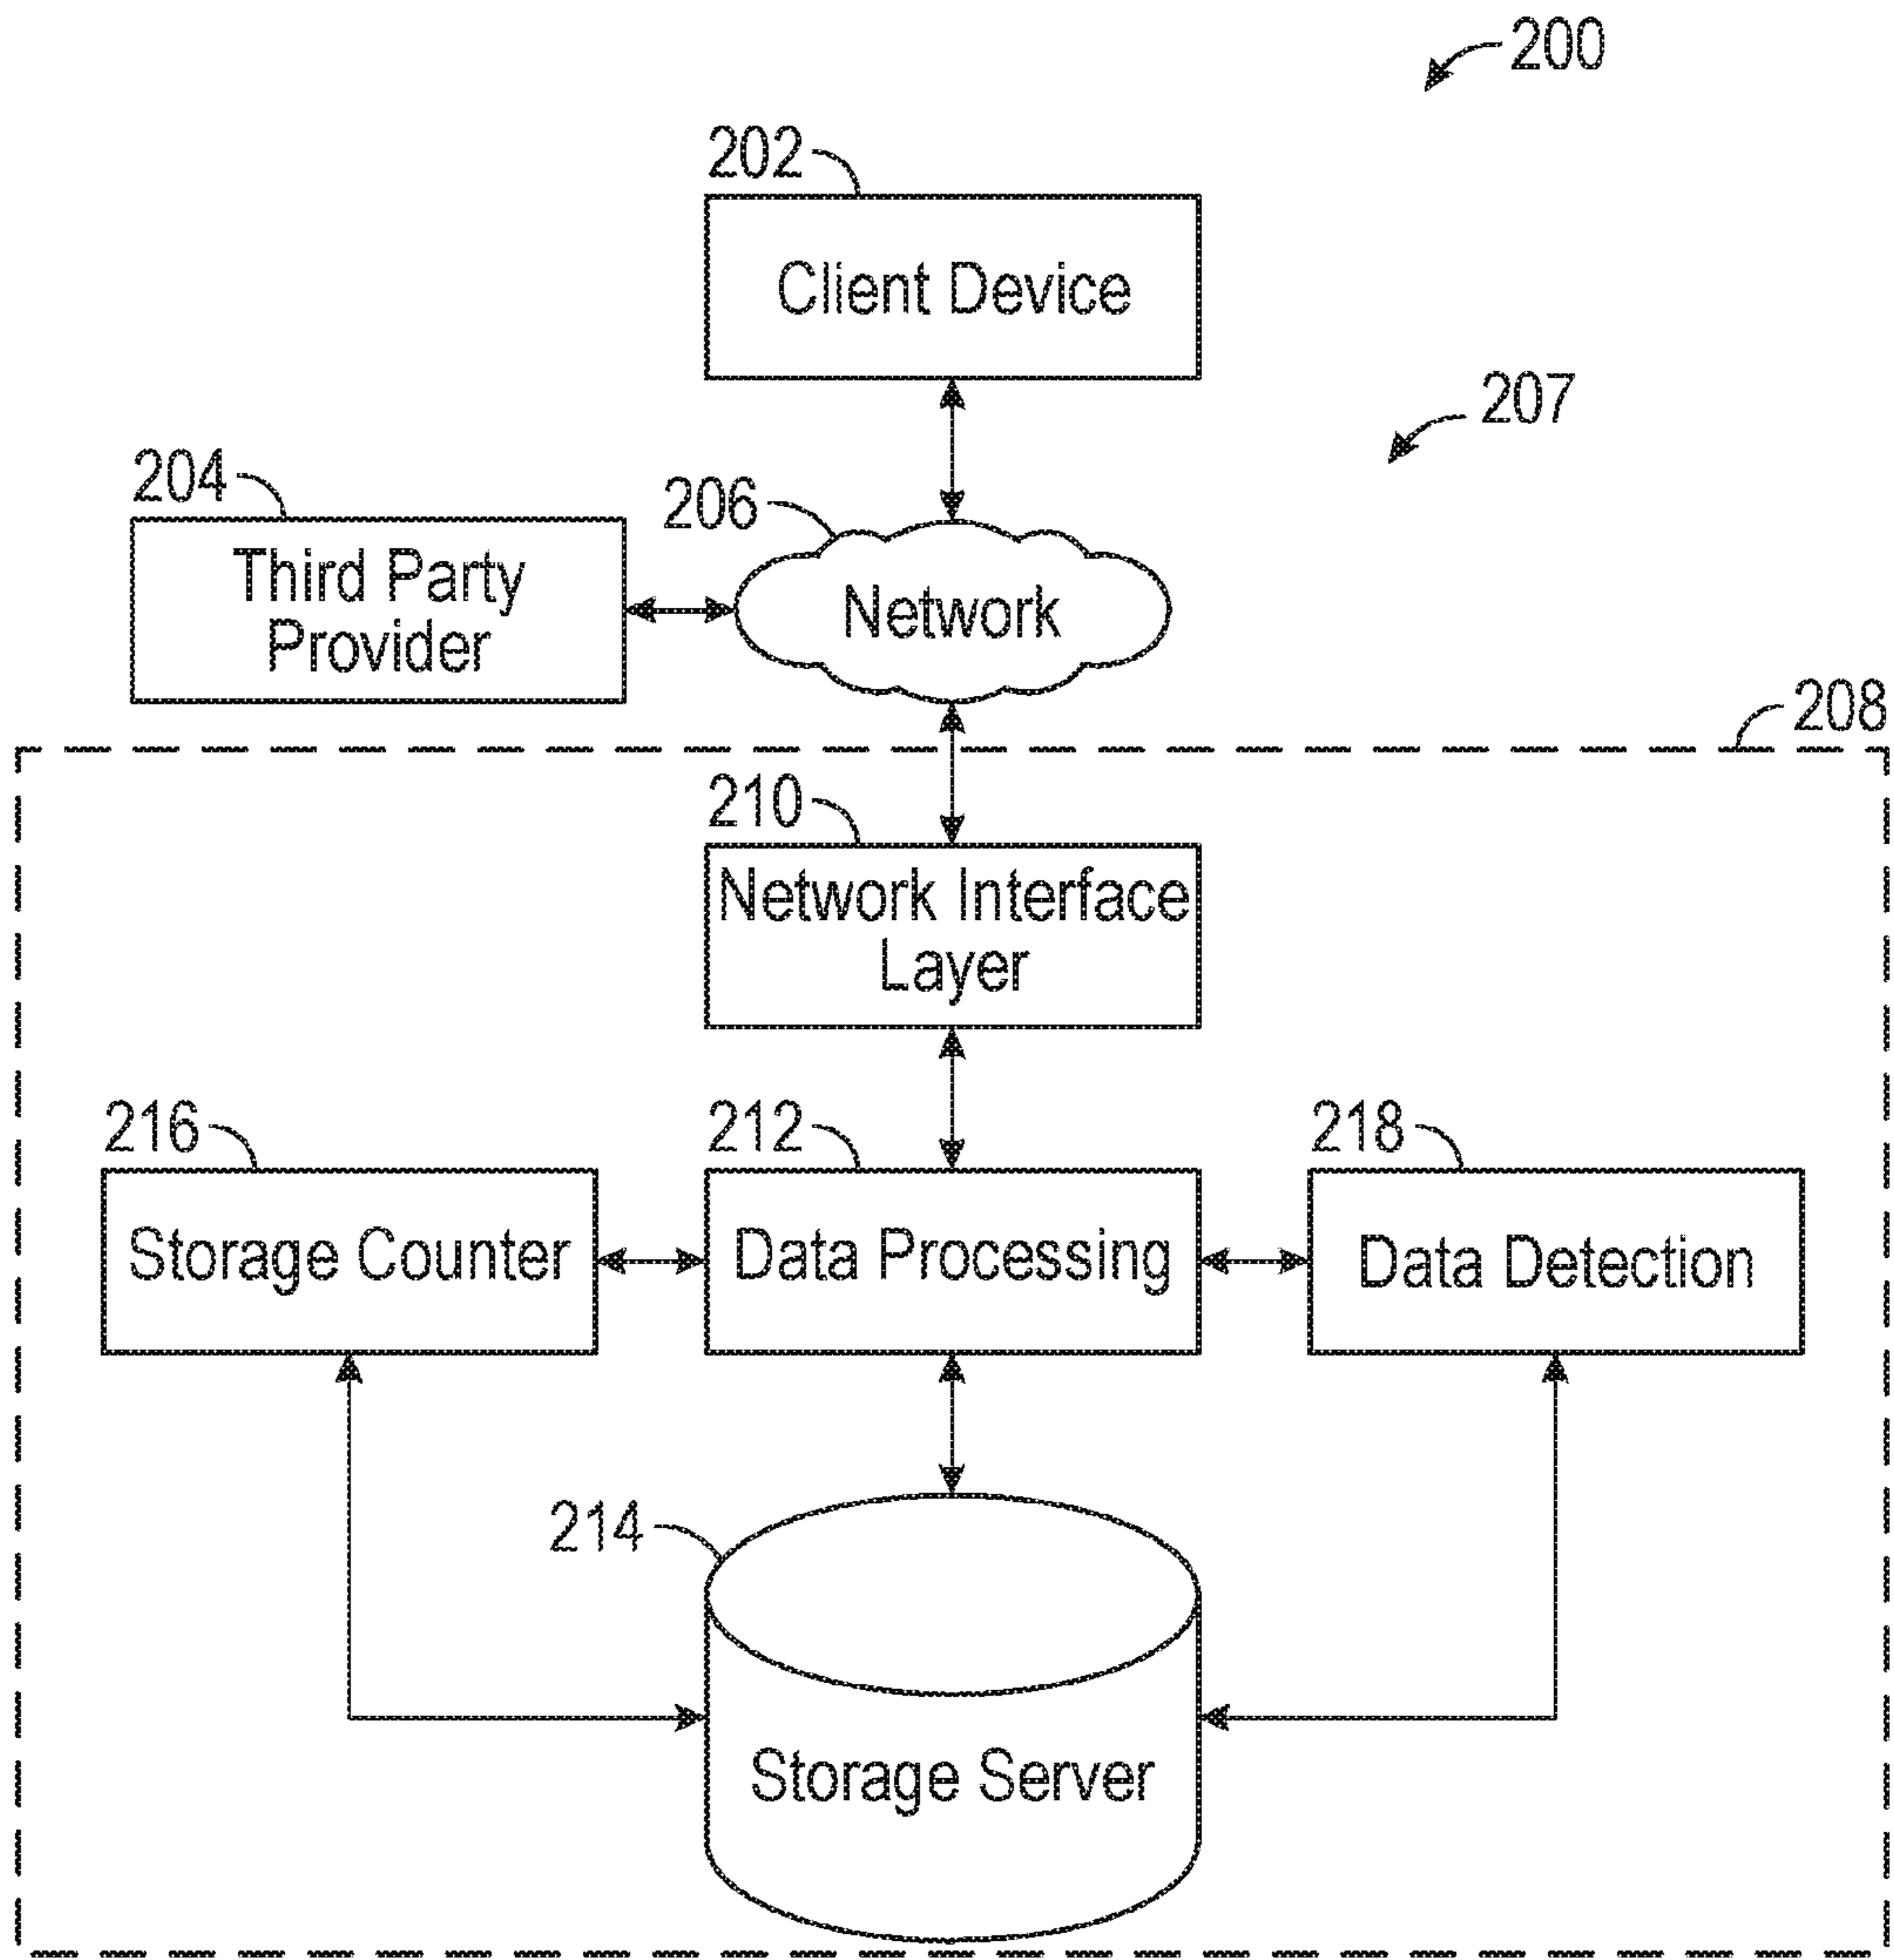 200
202
Client Device
207
204
206
Third Party
Provider
Network
208
210
Network Interface
Layer
216
212
218
Storage Counter
Data Processing
Data Detection
214
Storage Server